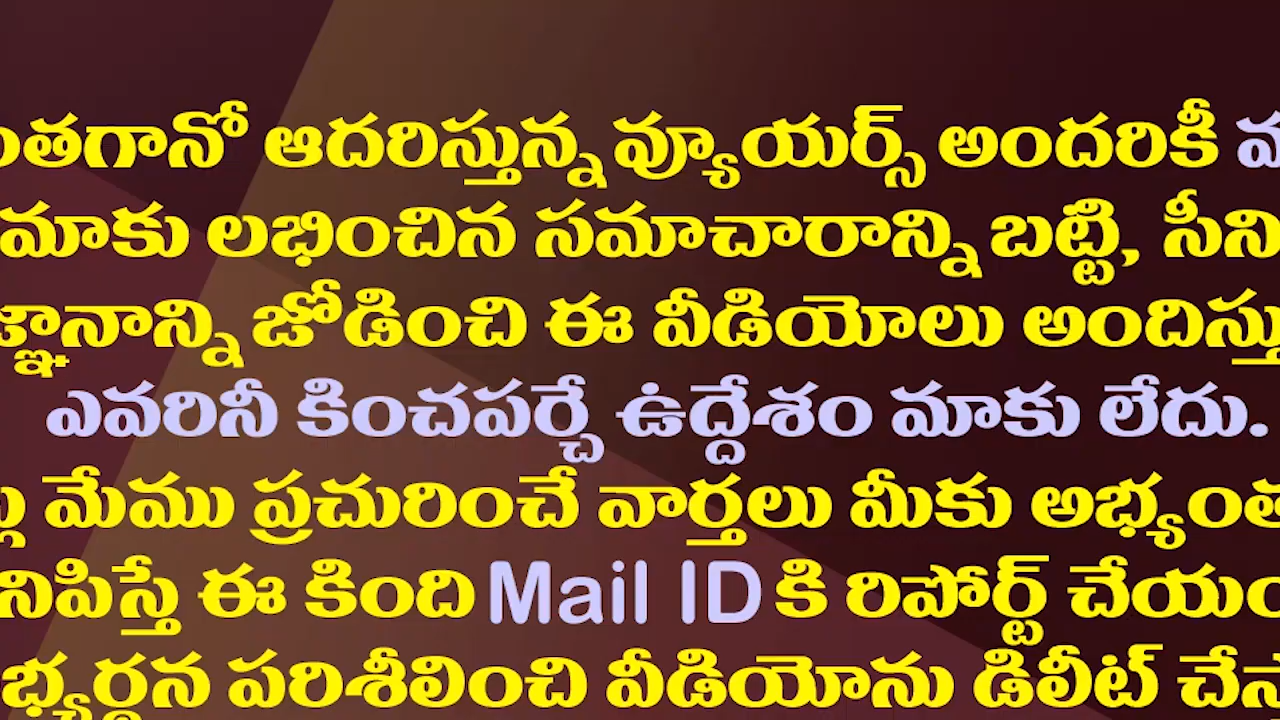 ఆదరిస్తున్న వ్యూయర్స్ అందరికీ
మాకు లభించిన సమాచారాన్ని బట్టి,
జోడించి ఈ వీడియోలు
ఎవరినీ కించపర్చే ఉద్దేశం మాకు లేదు.
మేము ప్రచురించే వార్తలు మీకు
ఈ కింది Mail ID కి రిపోర్ట్
పరిశీలించి వీడియోను డిలీట్